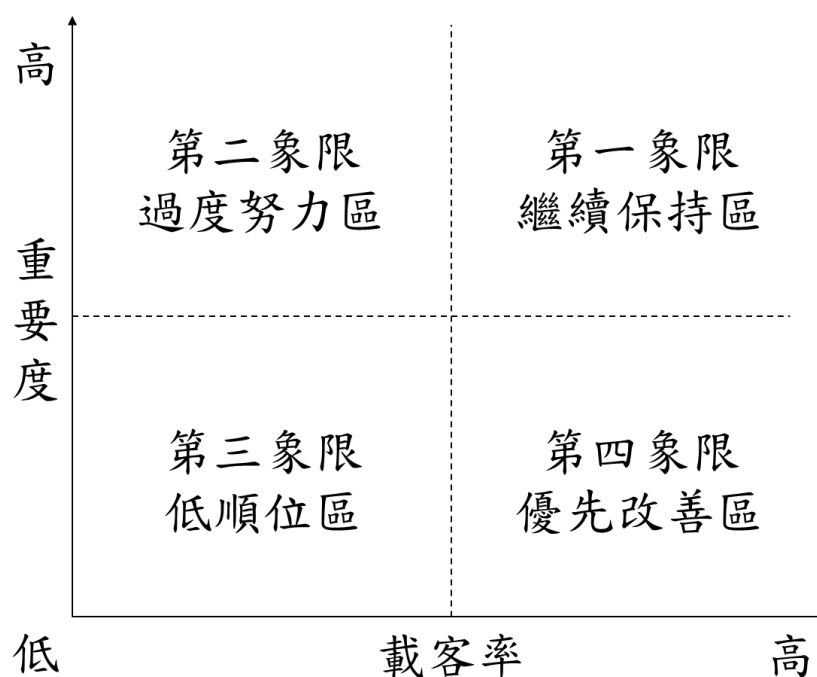 高
第二象限
過度努力區
第一象限
繼續保持區
重要度
第三象限
低順位區
第四象限
優先改善區
低
載客率
高